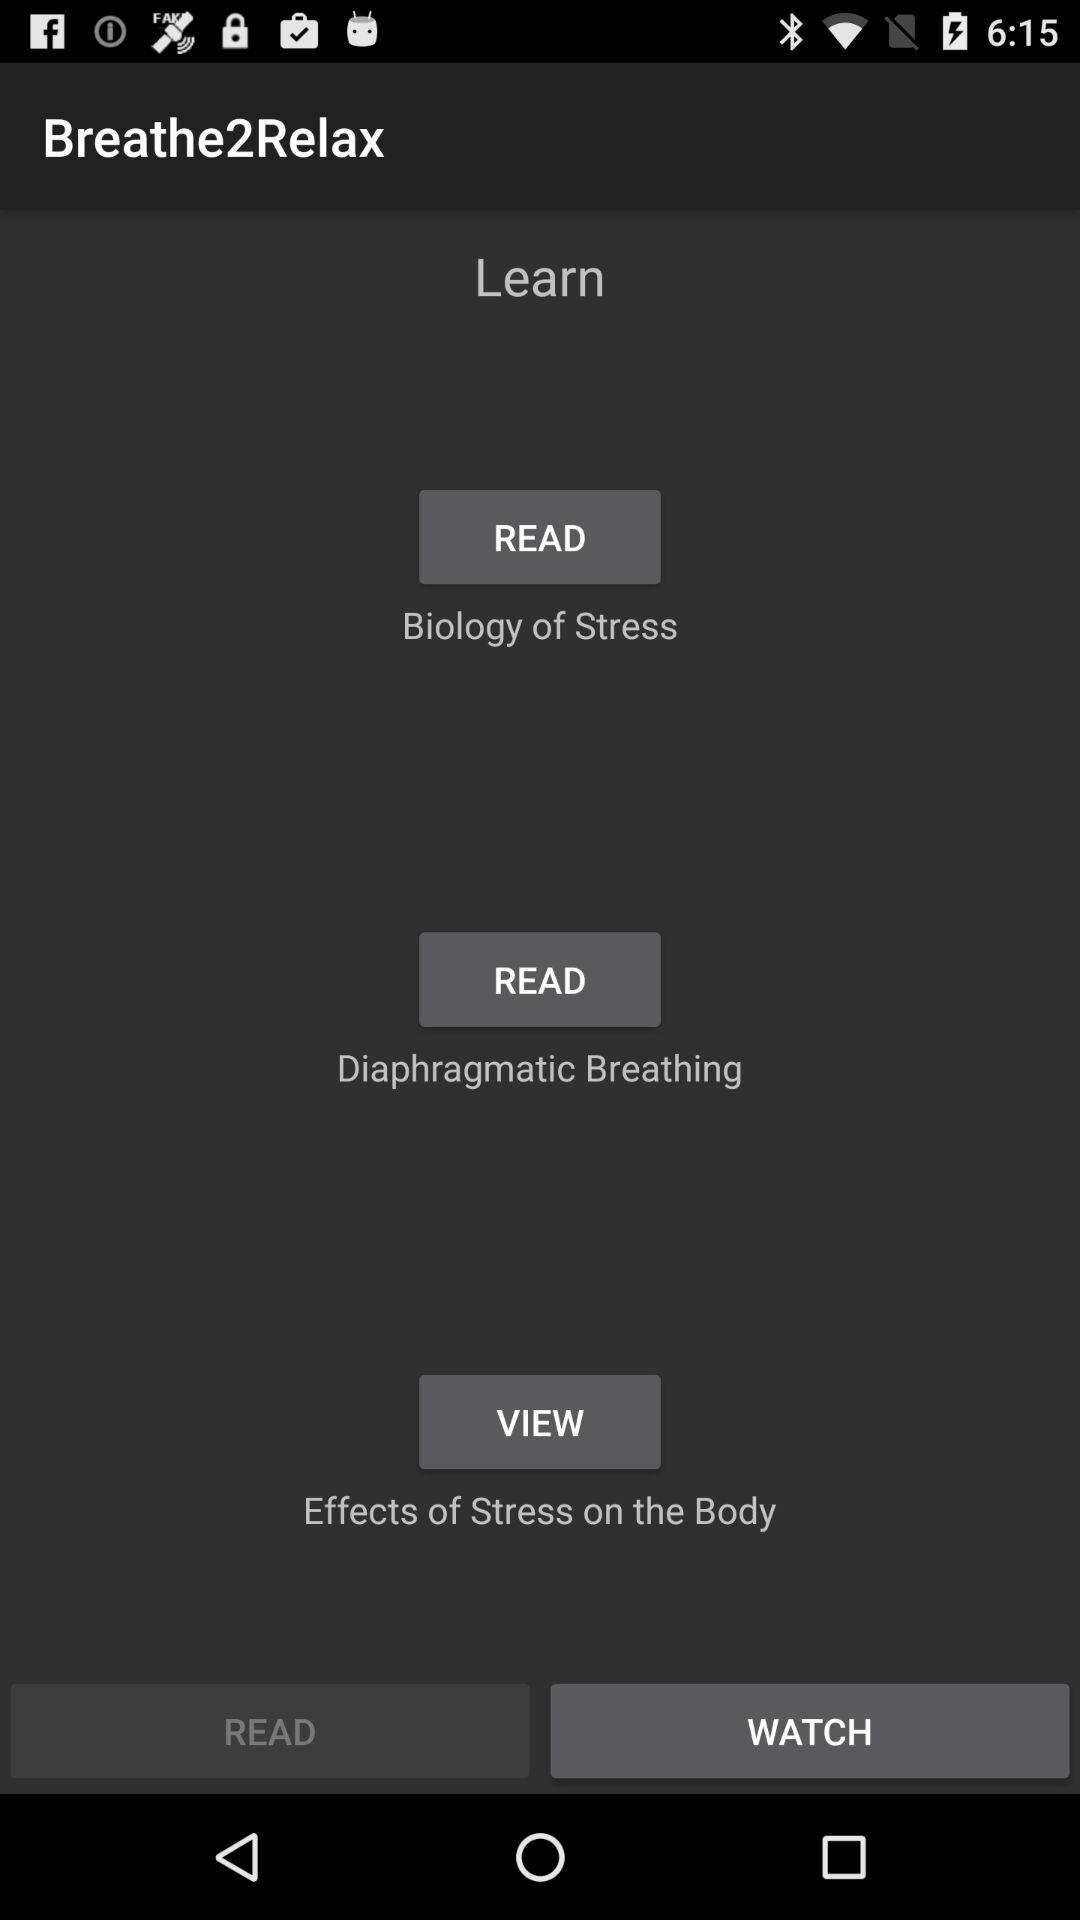 FAKE
6:15
Breathe2Relax
Learn
READ
Biology of Stress
READ
Diaphragmatic Breathing
VIEW
Effects of Stress on the Body
READ
WATCH